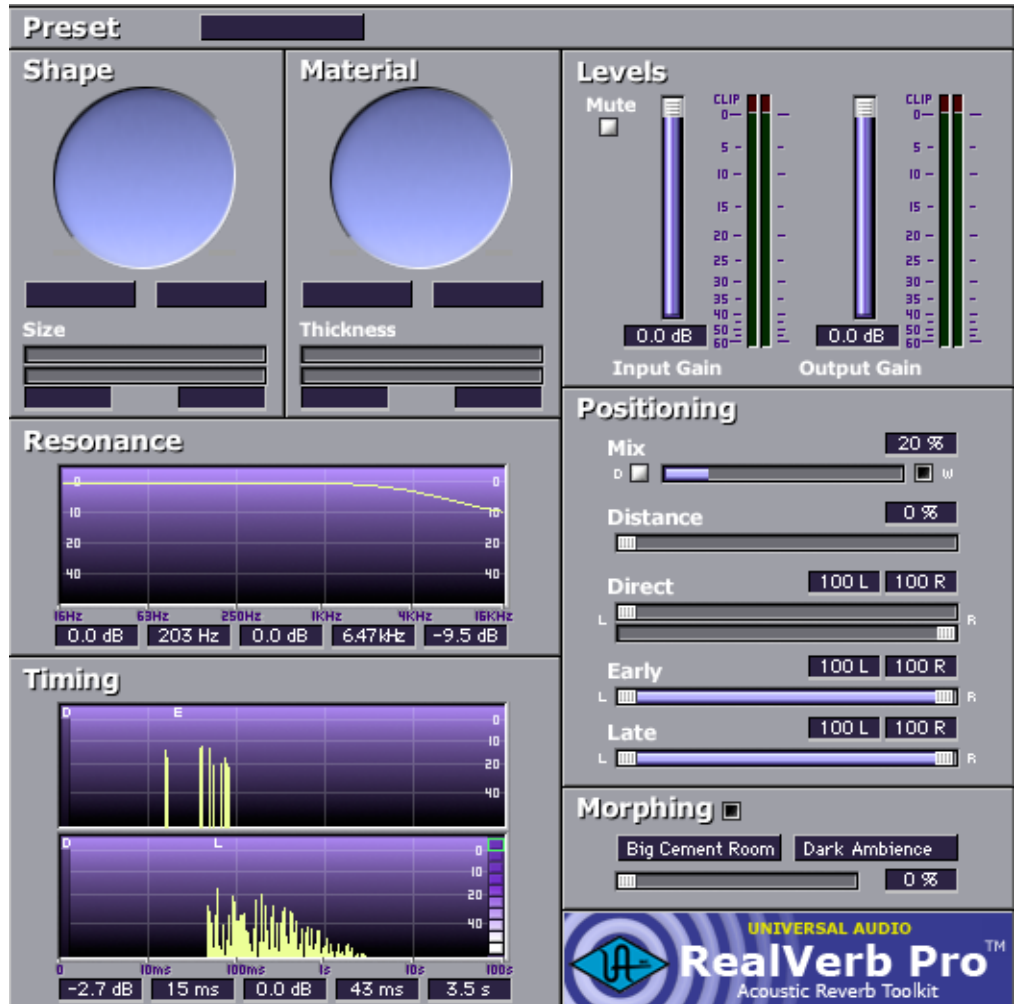 Preset
Shape
Material
Size
Thickness
Levels
Mute
CLIP CLIP
0 0
5 5
10 10
15 15
20 20
25 25
30 30
35 35
40 40
50 50
60 60
0.0 dB 0.0 dB
Input Gain Output Gain
Resonance
0 0
10 10
20 20
40 40
16Hz 63Hz 250Hz 1KHz 4KHz 16KHz
0.0 dB 203 Hz 0.0 dB 6.47kHz -9.5 dB
Timing
D E 0
10
20
40
D L 0
10
20
40
0 10ms 100ms 1s 10s 100s
-2.7 dB 15 ms 0.0 dB 43 ms 3.5 s
Positioning
Mix 20 %
D W
Distance 0 %
Direct 100 L 100 R
L R
Early 100 L 100 R
L R
Late 100 L 100 R
L R
Morphing
Big Cement Room Dark Ambience
0 %
UNIVERSAL AUDIO
RealVerb Pro™
Acoustic Reverb Toolkit